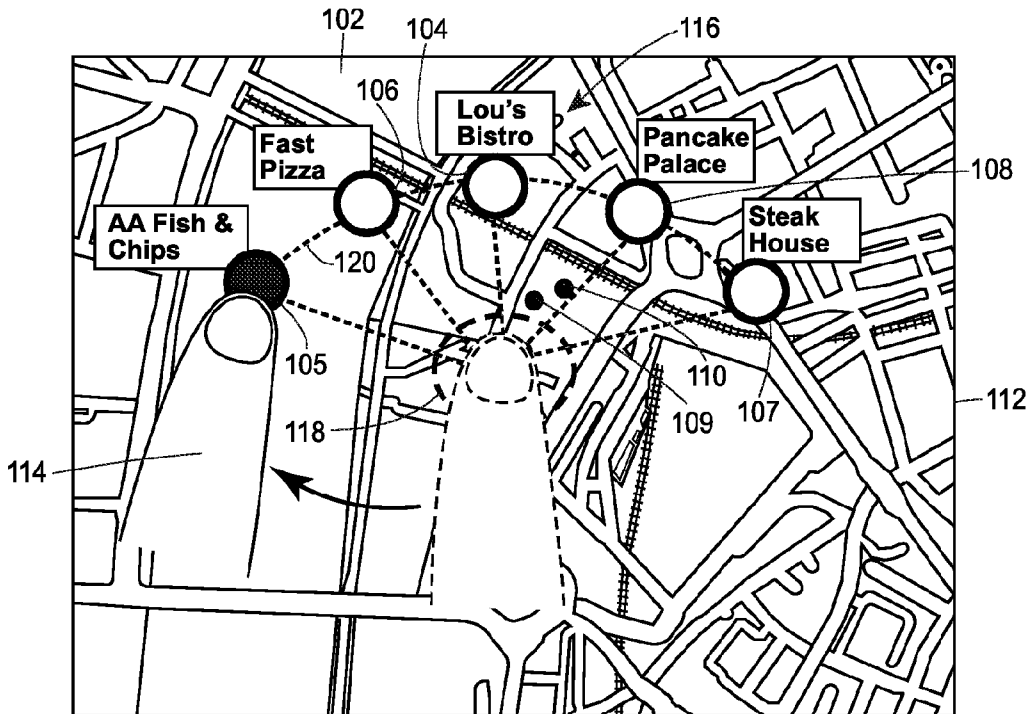 102
104
116
106
Lou's
Bistro
Fast
Pizza
Pancake
Palace
108
AA Fish &
Chips
Steak
House
120
105
110
107
112
109
118
114